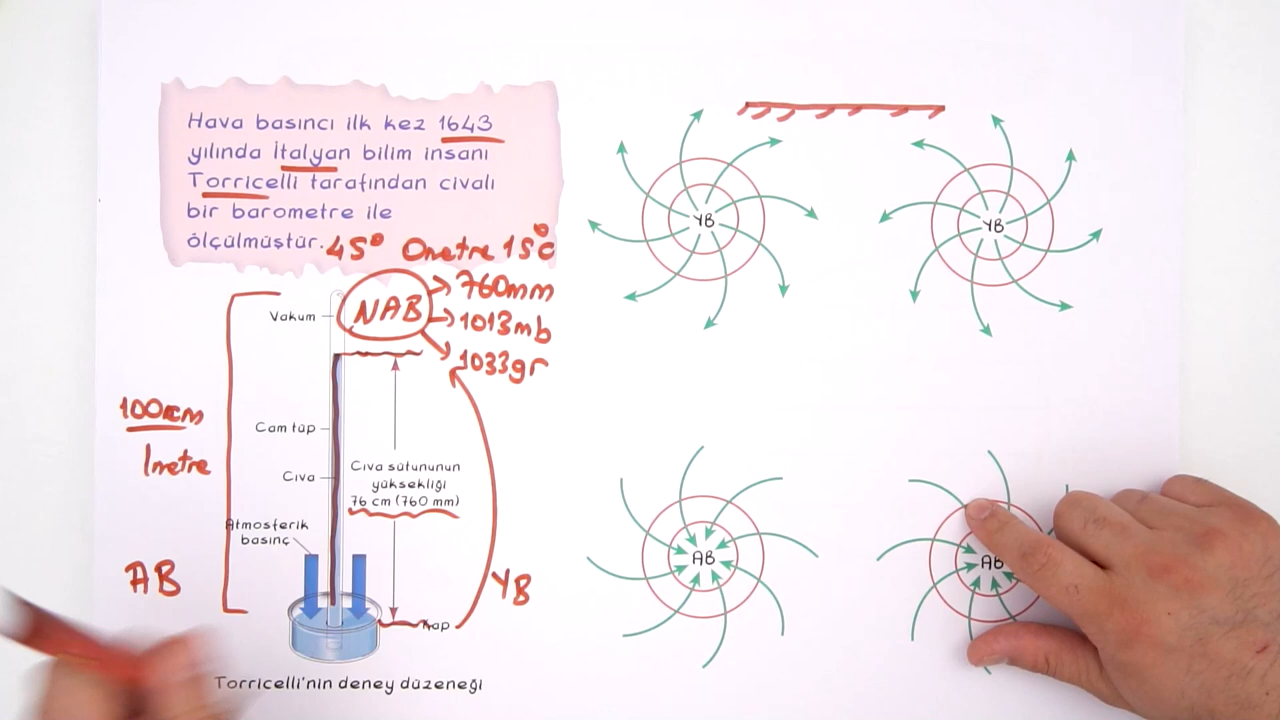 Hava basıncı ilk kez 1643
yılında İtalyan bilim insanı
Torricelli tarafından civalı
bir barometre ile
ölçülmüştür.
45° 0metre 15°C
NAB
760mm
1013mb
1033gr
Vakum
100cm
1metre
Cam tüp
Cıva
Cıva sütununun
yüksekliği
76 cm (760 mm)
Atmosferik
basınç
AB
YB
Kap
Torricelli'nin deney düzeneği
YB
YB
AB
AB